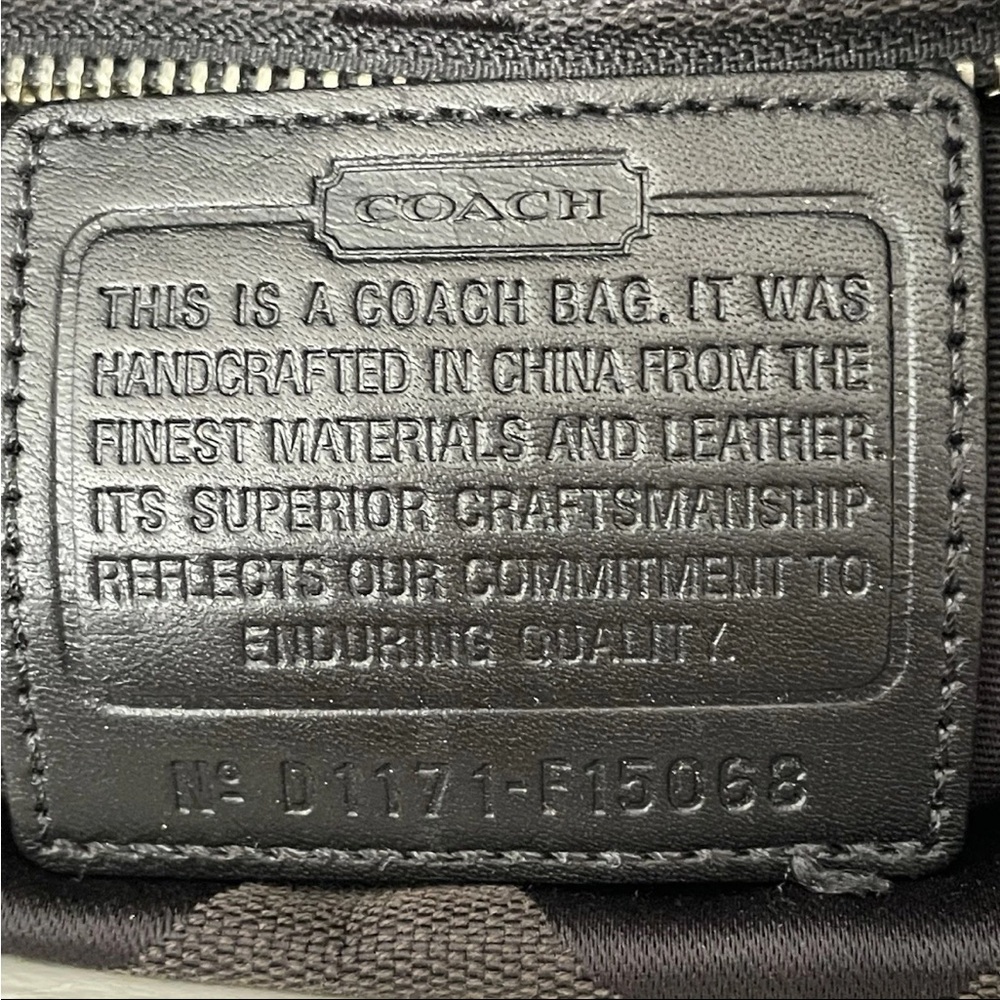 COACH
THIS IS A COACH BAG. IT WAS
HANDCRAFTED IN CHINA FROM THE
FINEST MATERIALS AND LEATHER.
ITS SUPERIOR CRAFTSMANSHIP
REFLECTS OUR COMMITMENT TO
ENDURING QUALITY.
Nº D1171-F15068